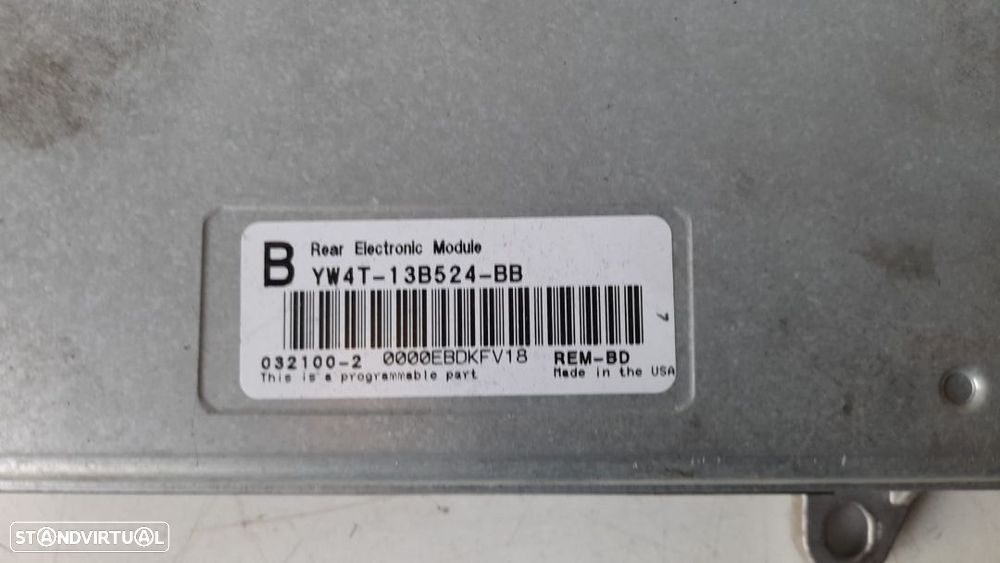 B
Rear Electronic Module
YW4T-13B524-BB
7
032100-2 0000EBDKFV18 REM-BD
This is a programmable part Made in the USA
STANDVIRTUAL